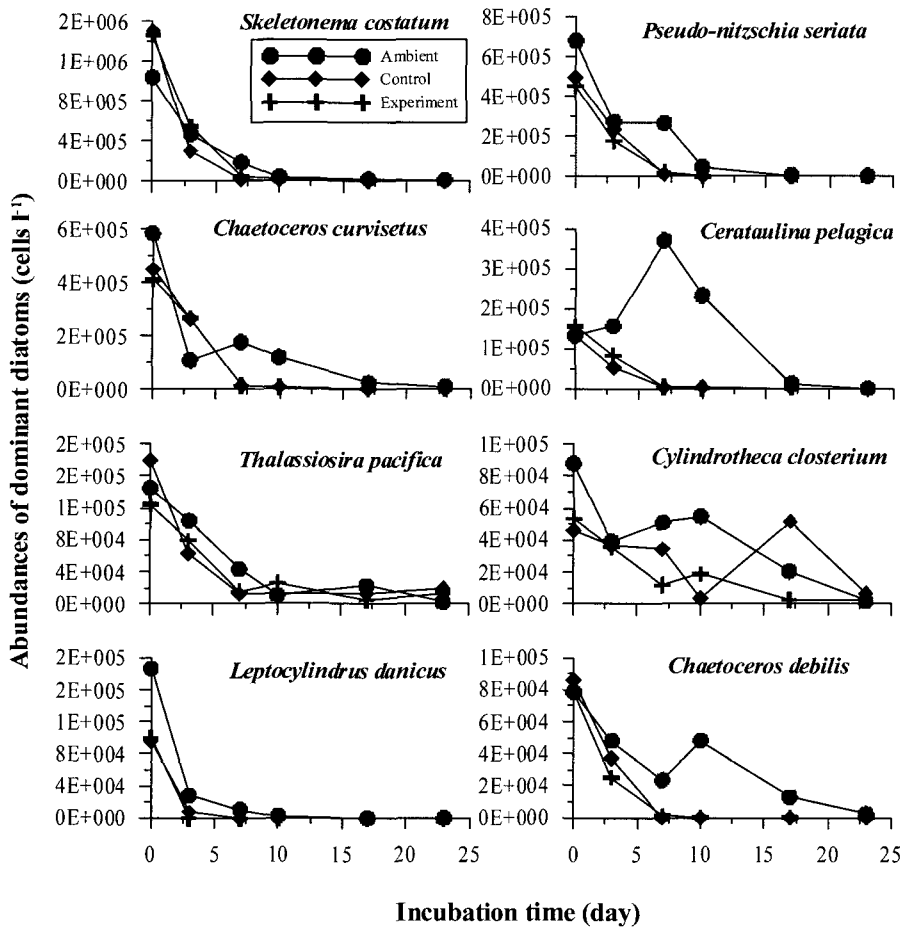 Abundances of dominant diatoms (cells l⁻¹)
Skeletonema costatum
Ambient
Control
Experiment
2E+006
1E+006
8E+005
4E+005
0E+000
Pseudo-nitzschia seriata
8E+005
6E+005
4E+005
2E+005
0E+000
Chaetoceros curvisetus
6E+005
4E+005
2E+005
0E+000
Cerataulina pelagica
4E+005
3E+005
2E+005
1E+005
0E+000
Thalassiosira pacifica
2E+005
2E+005
1E+005
8E+004
4E+004
0E+000
Cylindrotheca closterium
1E+005
8E+004
6E+004
4E+004
2E+004
0E+000
Leptocylindrus danicus
2E+005
2E+005
1E+005
8E+004
4E+004
0E+000
0 5 10 15 20 25
Chaetoceros debilis
1E+005
8E+004
6E+004
4E+004
2E+004
0E+000
0 5 10 15 20 25
Incubation time (day)